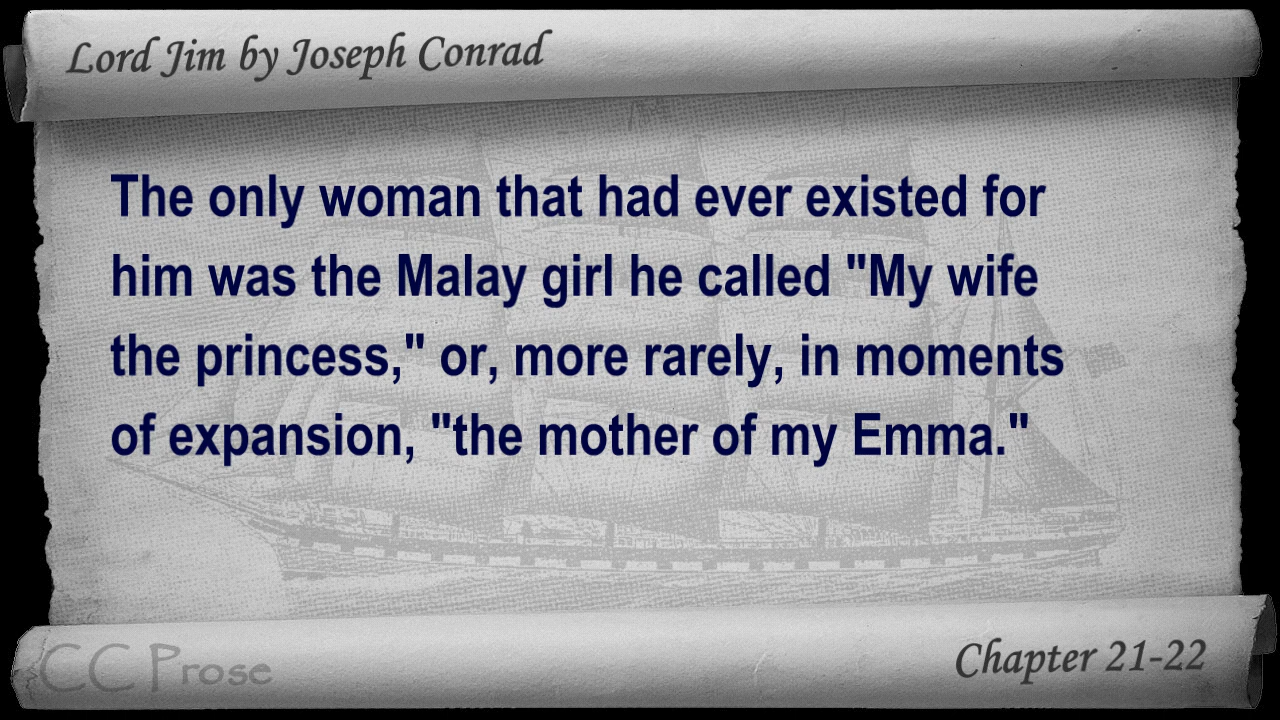 Lord Jim by Joseph Conrad
The only woman that had ever existed for
him was the Malay girl he called "My wife
the princess," or, more rarely, in moments
of expansion, "the mother of my Emma."
CC Prose
Chapter 21-22